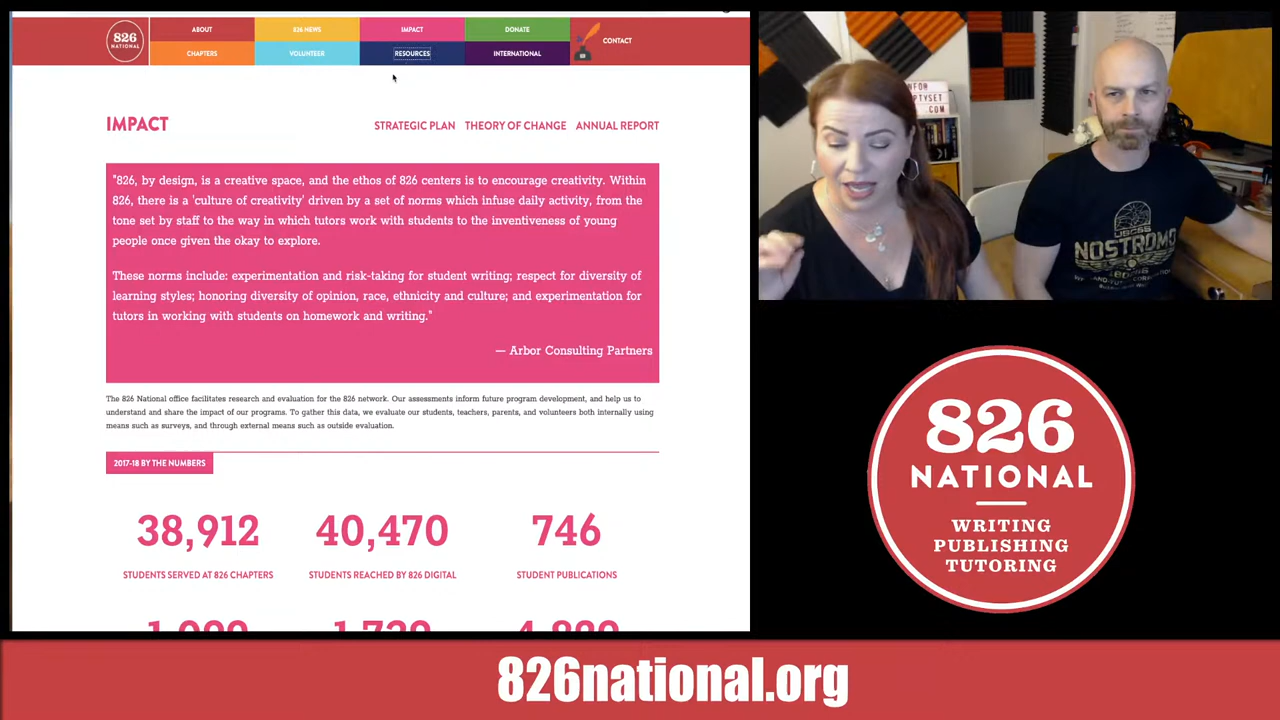 826
NATIONAL
ABOUT
826 NEWS
IMPACT
DONATE
CHAPTERS
VOLUNTEER
RESOURCES
INTERNATIONAL
CONTACT
IMPACT
STRATEGIC PLAN THEORY OF CHANGE ANNUAL REPORT
"826, by design, is a creative space, and the ethos of 826 centers is to encourage creativity. Within
826, there is a 'culture of creativity' driven by a set of norms which infuse daily activity, from the
tone set by staff to the way in which tutors work with students to the inventiveness of young
people once given the okay to explore.
These norms include: experimentation and risk-taking for student writing; respect for diversity of
learning styles; honoring diversity of opinion, race, ethnicity and culture; and experimentation for
tutors in working with students on homework and writing."
— Arbor Consulting Partners
The 826 National office facilitates research and evaluation for the 826 network. Our assessments inform future program development, and help us to
understand and share the impact of our programs. To gather this data, we evaluate our students, teachers, parents, and volunteers both internally using
means such as surveys, and through external means such as outside evaluation.
2017-18 BY THE NUMBERS
38,912
40,470
746
STUDENTS SERVED AT 826 CHAPTERS
STUDENTS REACHED BY 826 DIGITAL
STUDENT PUBLICATIONS
COM
NOSTROMO
826
NATIONAL
WRITING
PUBLISHING
TUTORING
826national.org